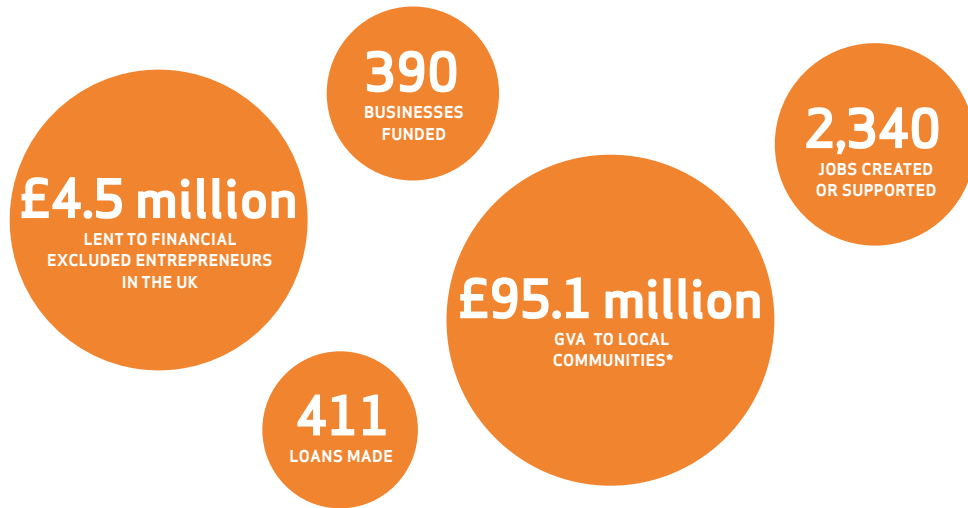 390
BUSINESSES
FUNDED
2,340
JOBS CREATED
OR SUPPORTED
£4.5 million
LENT TO FINANCIAL
EXCLUDED ENTREPRENEURS
IN THE UK
£95.1 million
GVA TO LOCAL
COMMUNITIES*
411
LOANS MADE